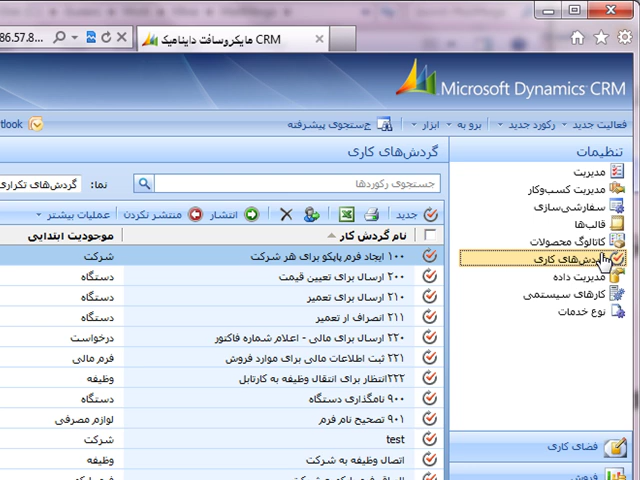 86.57.8...
مایکروسافت داینامیک CRM
Microsoft Dynamics CRM
فعالیت جدید
رکورد جدید
برو به
ابزار
جستجوی پیشرفته
tlook
تنظیمات
مدیریت
مدیریت کسب‌وکار
سفارشی‌سازی
قالب‌ها
کاتالوگ محصولات
ردش‌های کاری
مدیریت داده
کارهای سیستمی
نوع خدمات
فضای کاری
فروش
گردش‌های کاری
جستجوی رکوردها
نما:
گردش‌های تکراری
جدید
انتشار
منتشر نکردن
عملیات بیشتر
نام گردش کار
موجودیت ابتدایی
۱۰۰ ایجاد فرم پایکو برای هر شرکت
شرکت
۲۰۰ ارسال برای تعیین قیمت
دستگاه
۲۱۰ ارسال برای تعمیر
دستگاه
۲۱۱ انصراف از تعمیر
دستگاه
۲۲۰ ارسال برای مالی - اعلام شماره فاکتور
درخواست
۲۲۱ ثبت اطلاعات مالی برای موارد فروش
فرم مالی
۲۲۲انتظار برای انتقال وظیفه به کارتابل
وظیفه
۹۰۰ نامگذاری دستگاه
دستگاه
۹۰۱ تصحیح نام فرم
لوازم مصرفی
test
شرکت
اتصال وظیفه به شرکت
وظیفه